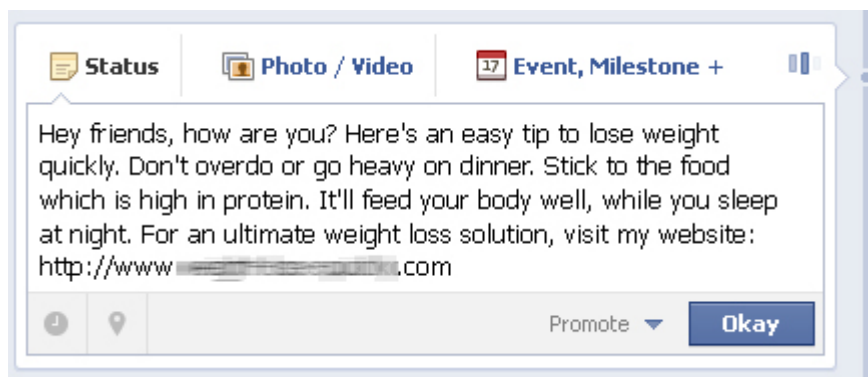 Status
Photo / Video
17
Event, Milestone +
Hey friends, how are you? Here's an easy tip to lose weight
quickly. Don't overdo or go heavy on dinner. Stick to the food
which is high in protein. It'll feed your body well, while you sleep
at night. For an ultimate weight loss solution, visit my website:
http://www .com
Promote
Okay